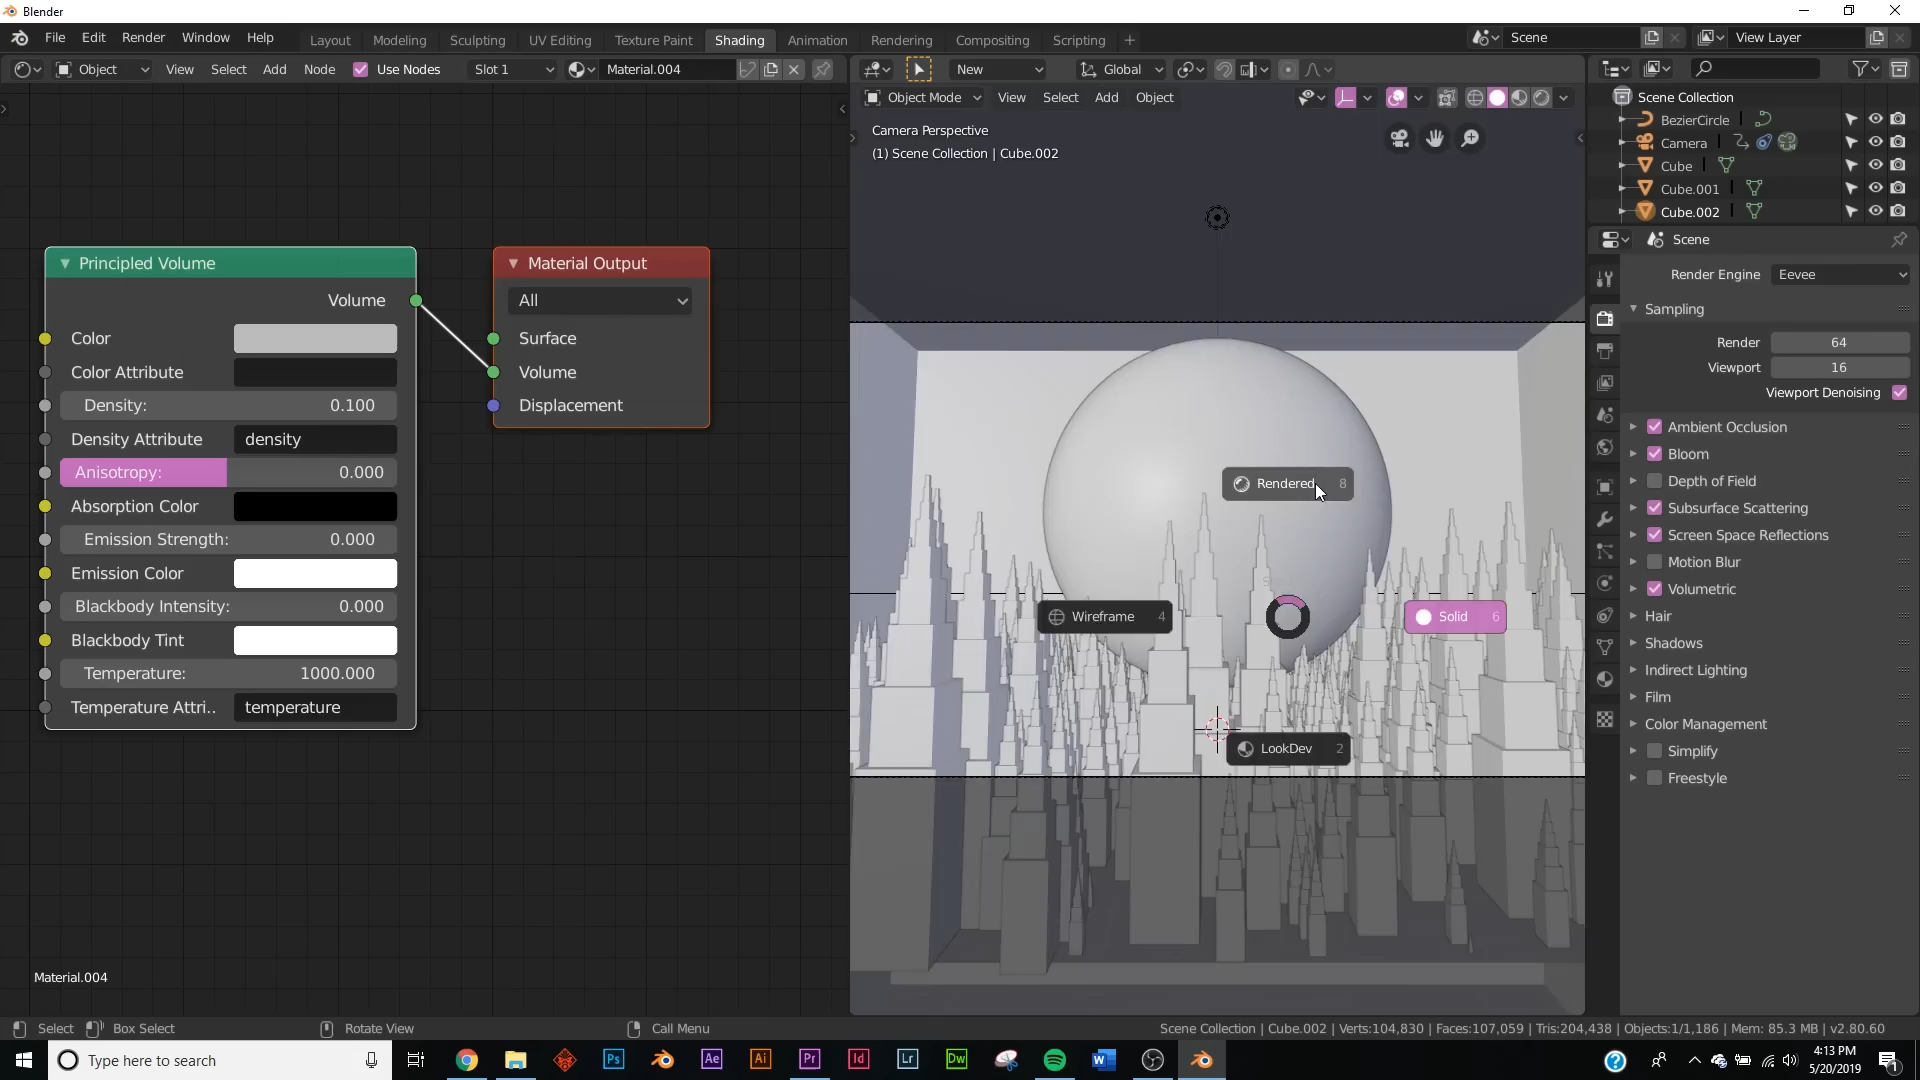 Blender
File Edit Render Window Help Layout Modeling Sculpting UV Editing Texture Paint Shading Animation Rendering Compositing Scripting + Scene View Layer
Object View Select Add Node Use Nodes Slot 1 Material.004 New Global
Object Mode View Select Add Object
Camera Perspective
(1) Scene Collection | Cube.002
Principled Volume
Volume
Color
Color Attribute
Density: 0.100
Density Attribute density
Anisotropy: 0.000
Absorption Color
Emission Strength: 0.000
Emission Color
Blackbody Intensity: 0.000
Blackbody Tint
Temperature: 1000.000
Temperature Attri.. temperature
Material Output
All
Surface
Volume
Displacement
Material.004
Rendered 8
Wireframe 4
Solid 6
LookDev 2
Scene Collection
BezierCircle
Camera
Cube
Cube.001
Cube.002
Scene
Render Engine Eevee
Sampling
Render 64
Viewport 16
Viewport Denoising
Ambient Occlusion
Bloom
Depth of Field
Subsurface Scattering
Screen Space Reflections
Motion Blur
Volumetric
Hair
Shadows
Indirect Lighting
Film
Color Management
Simplify
Freestyle
Select Box Select Rotate View Call Menu Scene Collection | Cube.002 | Verts:104,830 | Faces:107,059 | Tris:204,438 | Objects:1/1,186 | Mem: 85.3 MB | v2.80.60
Type here to search Ps Ae Ai Pr Id Lr Dw W
4:13 PM
5/20/2019
1